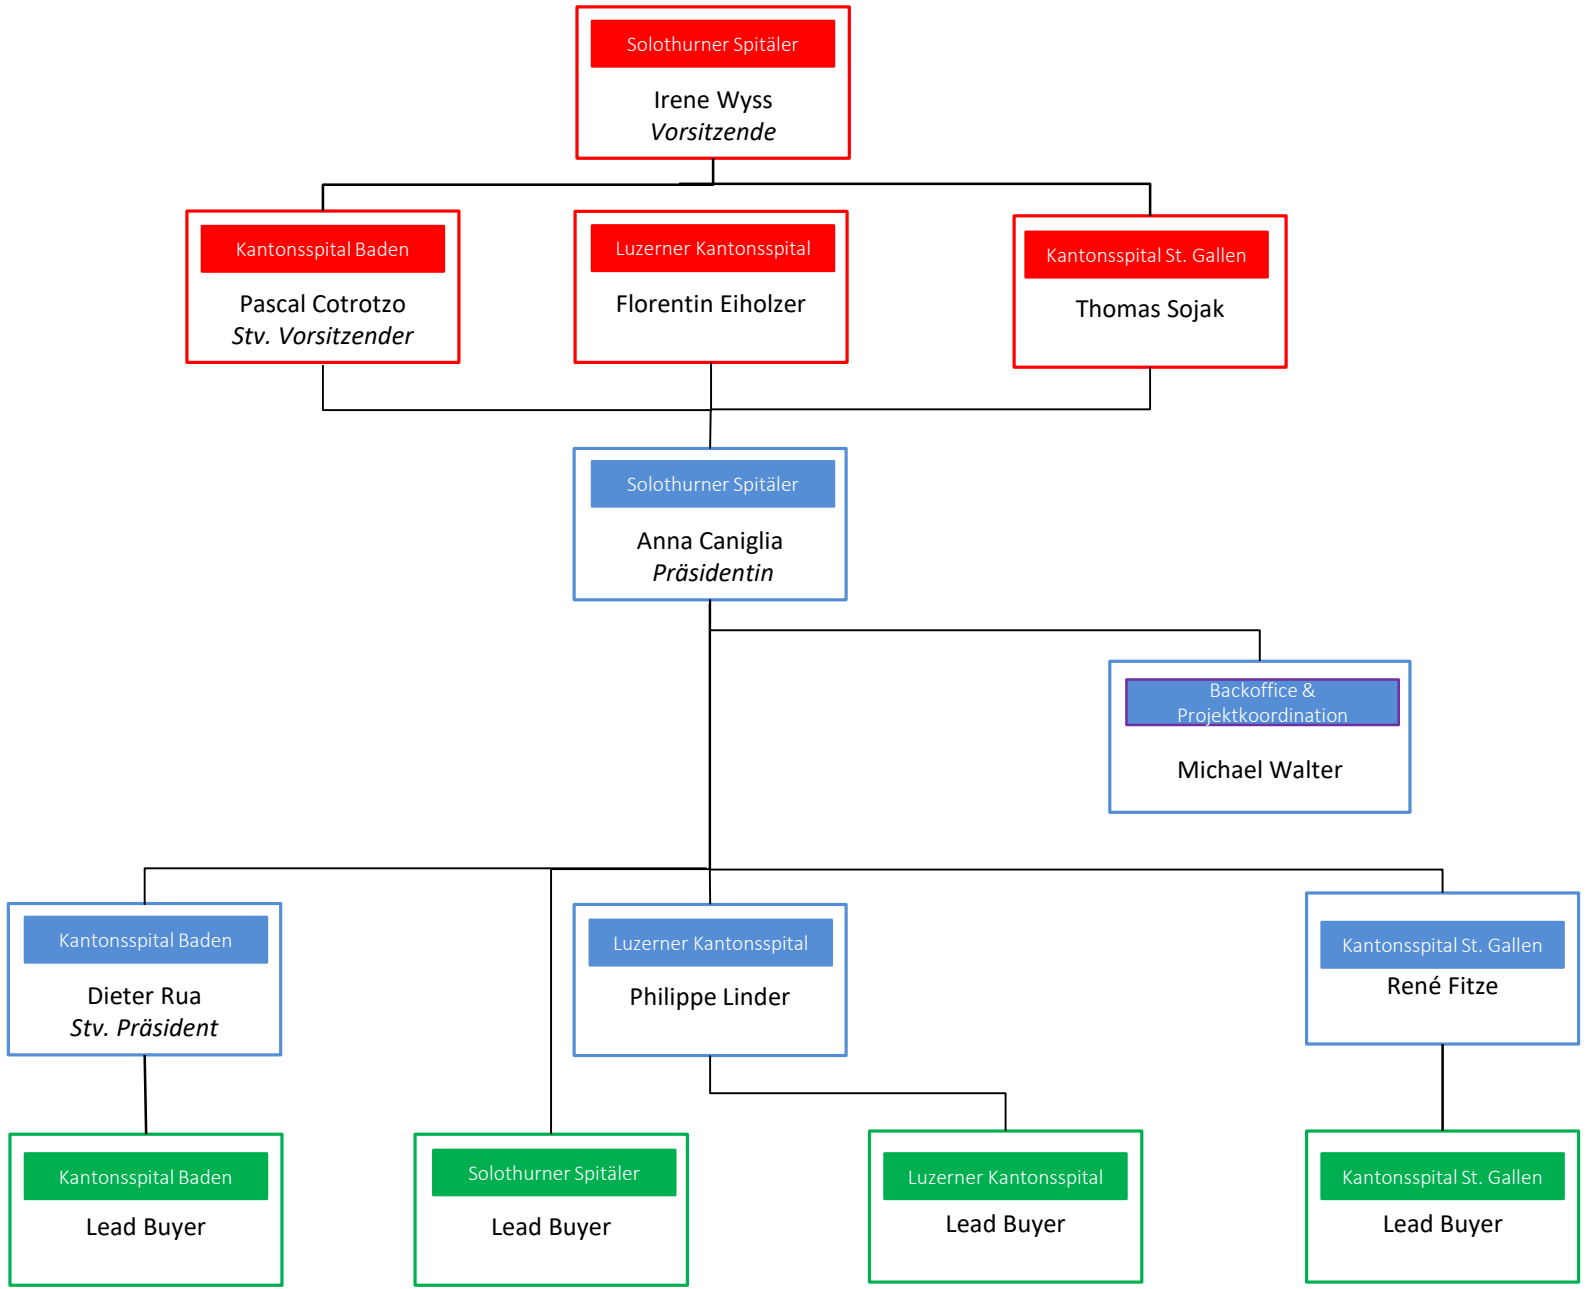 Solothurner Spitäler
Irene Wyss
Vorsitzende
Kantonsspital Baden
Pascal Cotrotzo
Stv. Vorsitzender
Luzerner Kantonsspital
Florentin Eiholzer
Kantonsspital St. Gallen
Thomas Sojak
Solothurner Spitäler
Anna Caniglia
Präsidentin
Backoffice &
Projektkoordination
Michael Walter
Kantonsspital Baden
Dieter Rua
Stv. Präsident
Luzerner Kantonsspital
Philippe Linder
Kantonsspital St. Gallen
René Fitze
Kantonsspital Baden
Lead Buyer
Solothurner Spitäler
Lead Buyer
Luzerner Kantonsspital
Lead Buyer
Kantonsspital St. Gallen
Lead Buyer